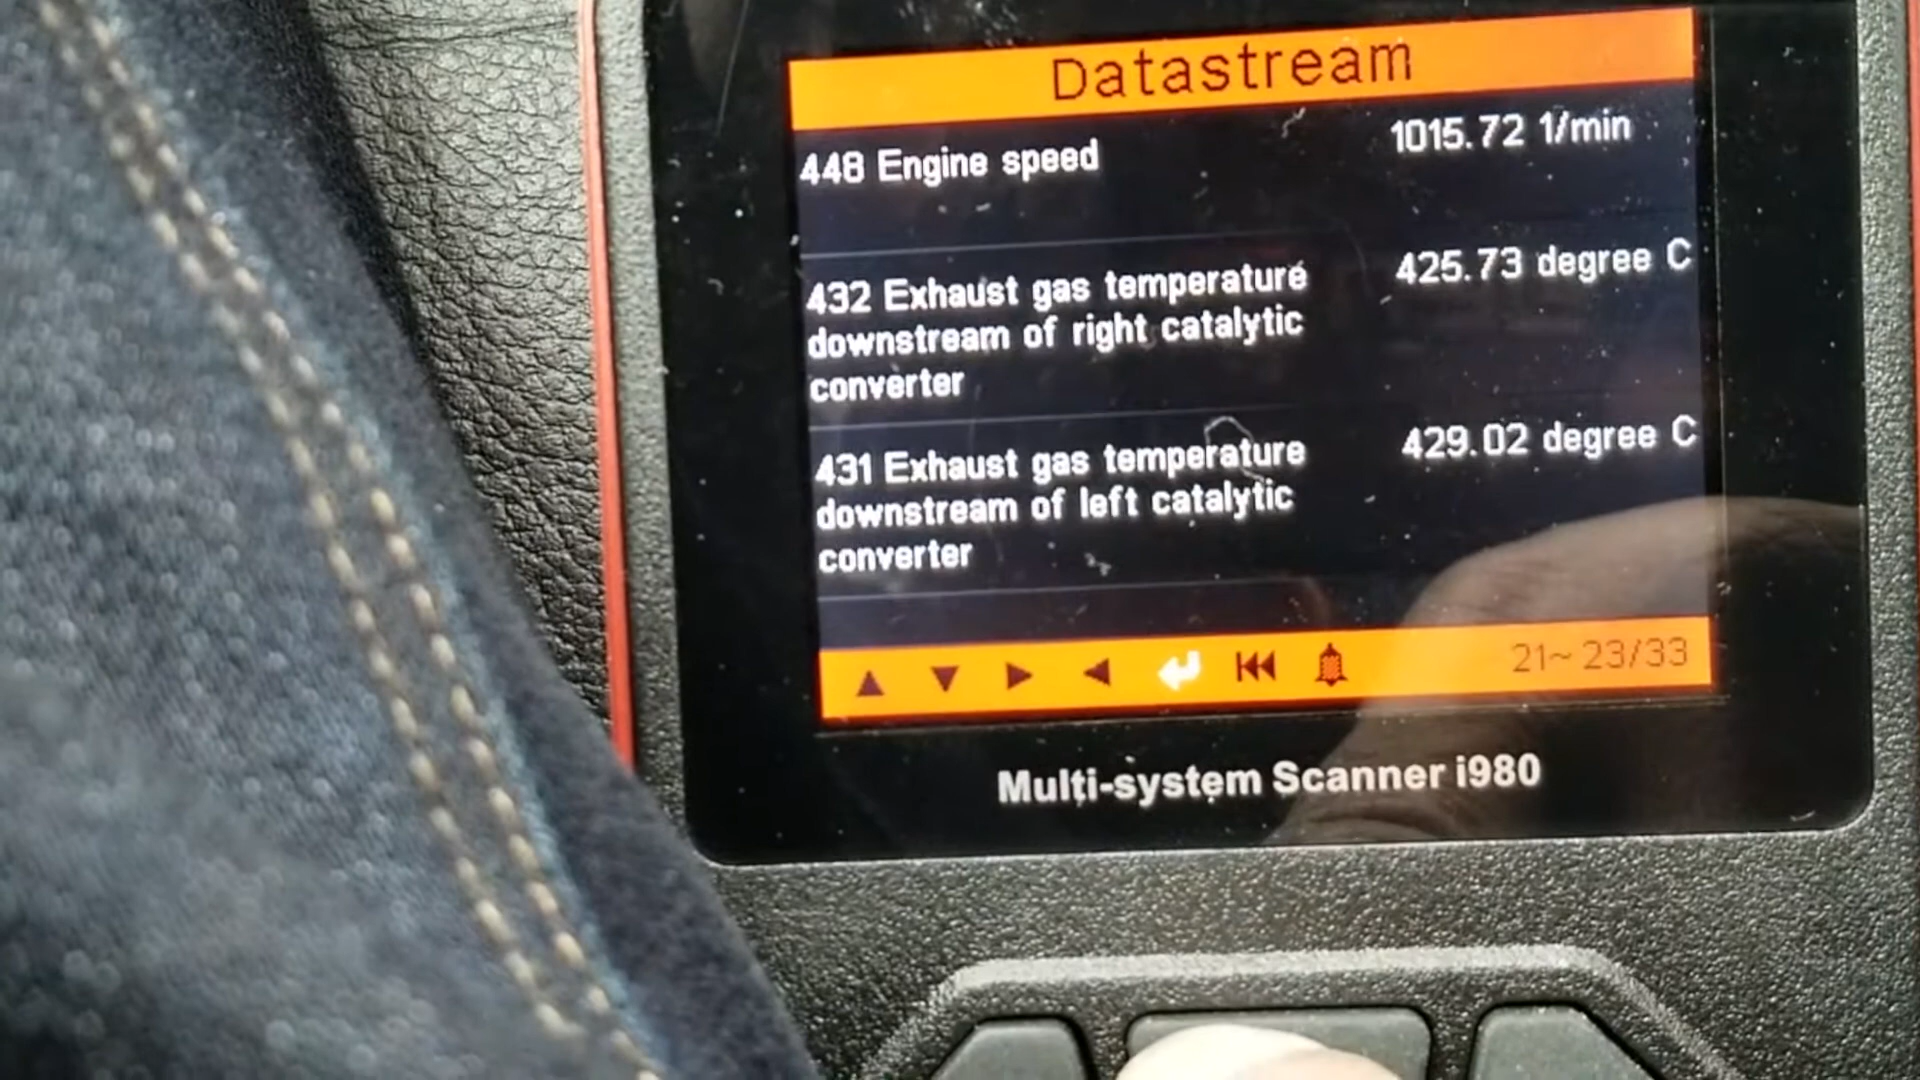 Datastream
448 Engine speed 1015.72 1/min
432 Exhaust gas temperature 425.73 degree C
downstream of right catalytic
converter
431 Exhaust gas temperature 429.02 degree C
downstream of left catalytic
converter
21~ 23/33
Multi-system Scanner i980